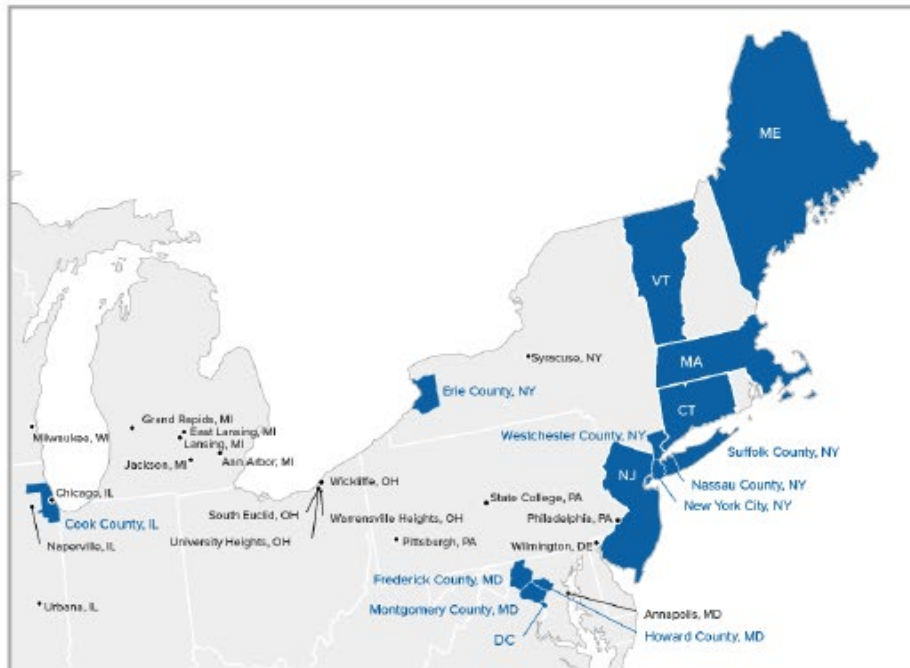 ME
VT
MA
CT
NJ
Syracuse, NY
Erie County, NY
Grand Rapids, MI
East Lansing, MI
Milwaukee, WI
Lansing, MI
Jackson, MI
Ann Arbor, MI
Westchester County, NY
Suffolk County, NY
Nassau County, NY
New York City, NY
Wickliffe, OH
Chicago, IL
State College, PA
South Euclid, OH
Warrensville Heights, OH
Philadelphia, PA
Cook County, IL
University Heights, OH
Pittsburgh, PA
Wilmington, DE
Naperville, IL
Frederick County, MD
Urbana, IL
Montgomery County, MD
Annapolis, MD
DC
Howard County, MD